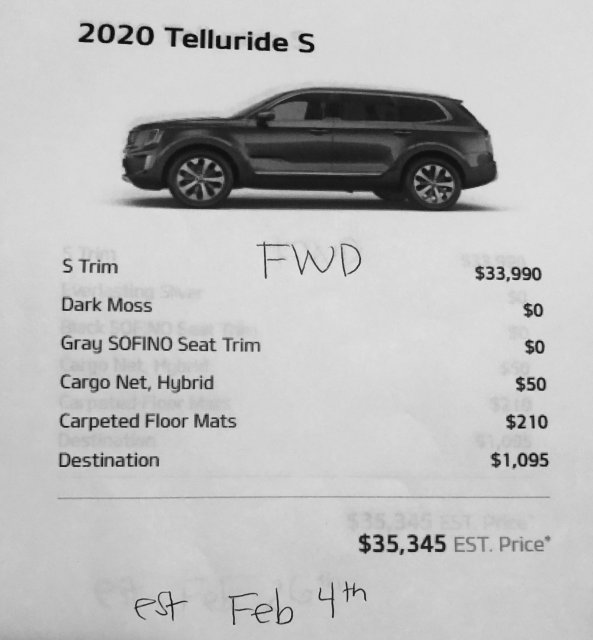 2020 Telluride S
FWD
S Trim $33,990
Dark Moss $0
Gray SOFINO Seat Trim $0
Cargo Net, Hybrid $50
Carpeted Floor Mats $210
Destination $1,095
$35,345 EST. Price*
est Feb 4th